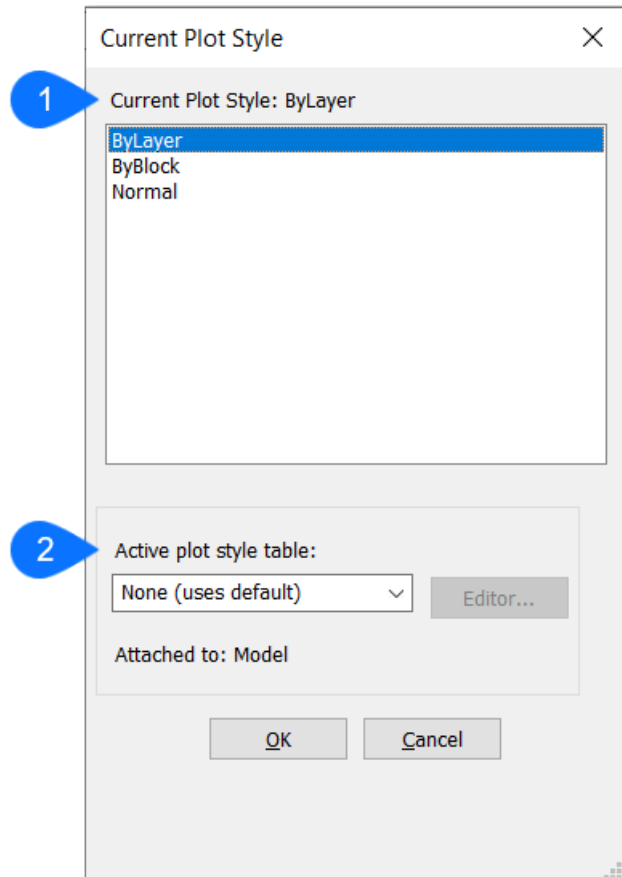 Current Plot Style
1
Current Plot Style: ByLayer
ByLayer
ByBlock
Normal
2
Active plot style table:
None (uses default)
Editor...
Attached to: Model
OK
Cancel